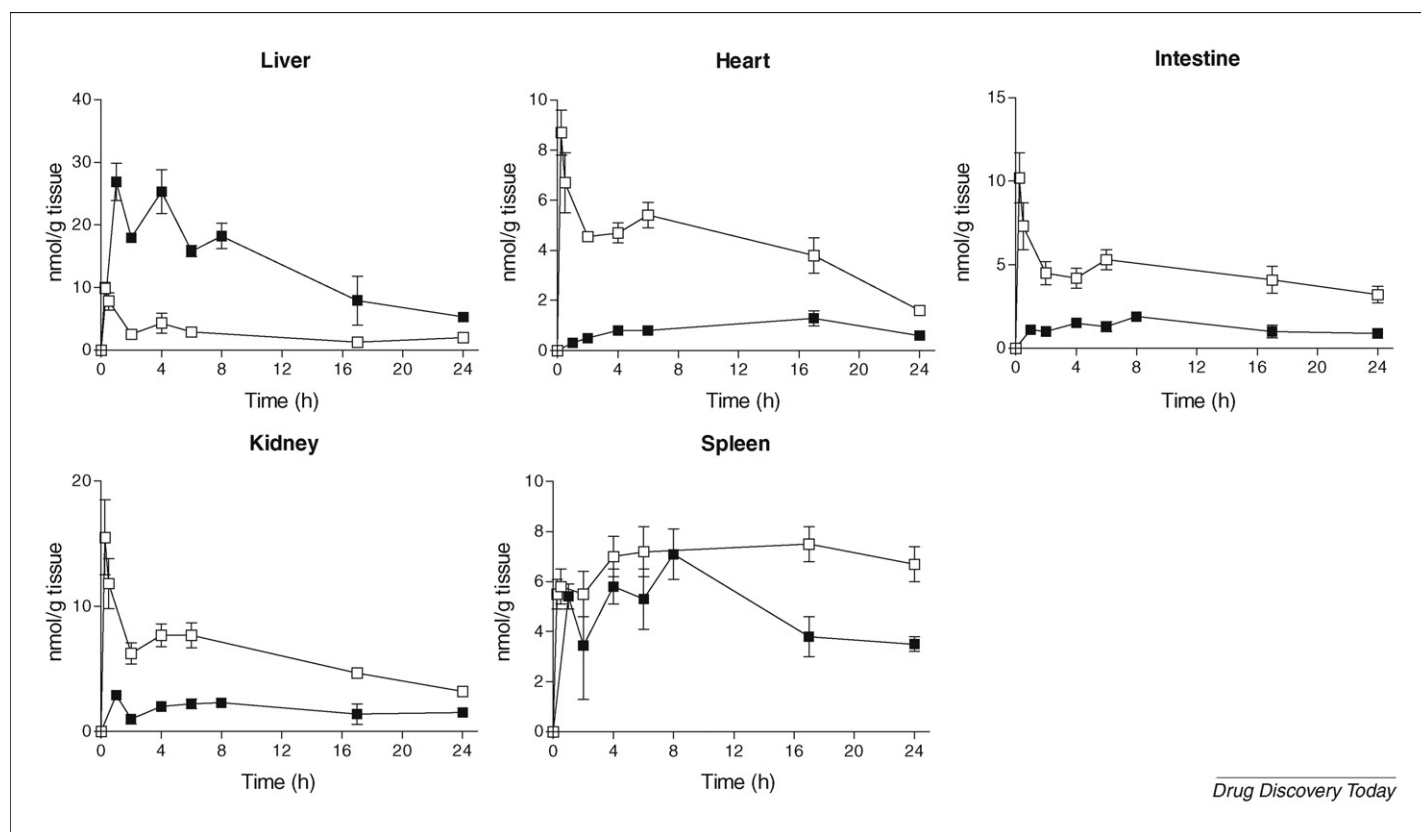 Liver
nmol/g tissue
40
30
20
10
0
0 4 8 12 16 20 24
Time (h)
Heart
nmol/g tissue
10
8
6
4
2
0
0 4 8 12 16 20 24
Time (h)
Intestine
nmol/g tissue
15
10
5
0
0 4 8 12 16 20 24
Time (h)
Kidney
nmol/g tissue
20
10
0
0 4 8 12 16 20 24
Time (h)
Spleen
nmol/g tissue
10
8
6
4
2
0
0 4 8 12 16 20 24
Time (h)
Drug Discovery Today